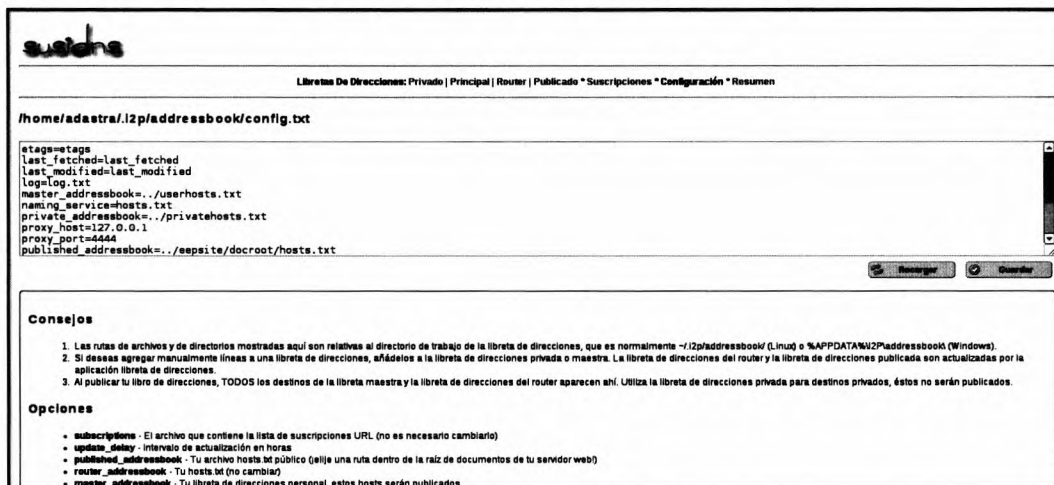 susidns
Libretas De Direcciones: Privado | Principal | Router | Publicado * Suscripciones * Configuración * Resumen
/home/adastra/.i2p/addressbook/config.txt
etags=etags
last_fetched=last_fetched
last_modified=last_modified
log=log.txt
master_addressbook=../userhosts.txt
naming_service=hosts.txt
private_addressbook=../privatehosts.txt
proxy_host=127.0.0.1
proxy_port=4444
published_addressbook=../eepsite/docroot/hosts.txt
Recargar Guardar
Consejos
1. Las rutas de archivos y de directorios mostradas aquí son relativas al directorio de trabajo de la libreta de direcciones, que es normalmente ~/.i2p/addressbook/ (Linux) o %APPDATA%\I2P\addressbook\ (Windows).
2. Si deseas agregar manualmente líneas a una libreta de direcciones, añádelos a la libreta de direcciones privada o maestra. La libreta de direcciones del router y la libreta de direcciones publicada son actualizadas por la
aplicación libreta de direcciones.
3. Al publicar tu libro de direcciones, TODOS los destinos de la libreta maestra y la libreta de direcciones del router aparecen ahí. Utiliza la libreta de direcciones privada para destinos privados, éstos no serán publicados.
Opciones
• subscriptions - El archivo que contiene la lista de suscripciones URL (no es necesario cambiarlo)
• update_delay - Intervalo de actualización en horas
• published_addressbook - Tu archivo hosts.txt público (¡elije una ruta dentro de la raíz de documentos de tu servidor web!)
• router_addressbook - Tu hosts.txt (no cambiar)
• master_addressbook - Tu libreta de direcciones personal, estos hosts serán publicados